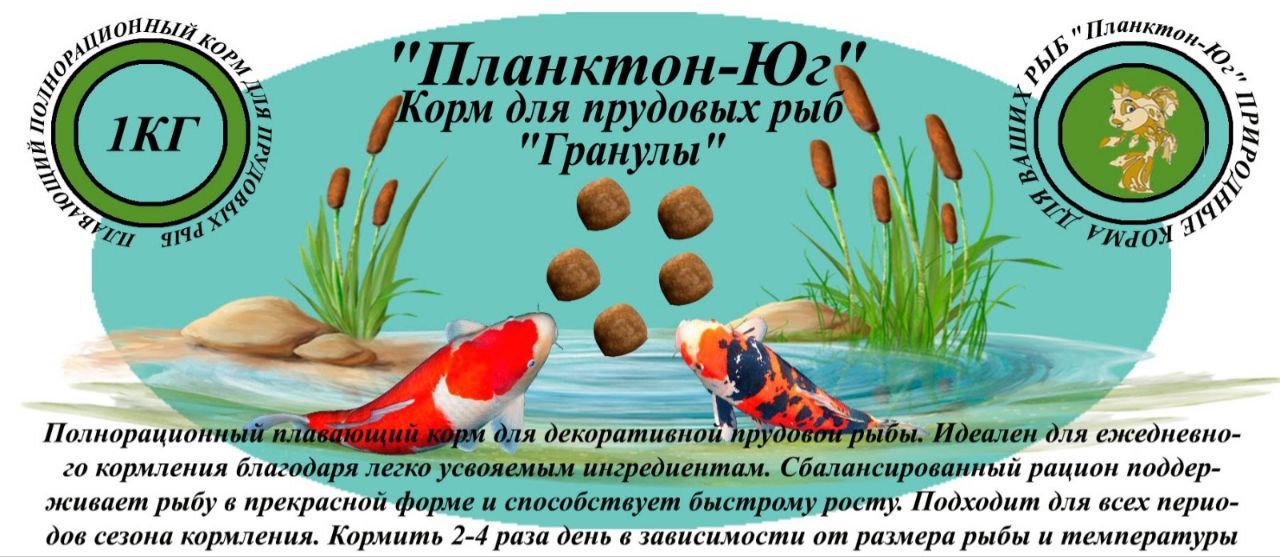 ПЛАВАЮЩИЙ ПОЛНОРАЦИОННЫЙ КОРМ ДЛЯ ПРУДОВЫХ РЫБ
1КГ
"Планктон-Юг"
Корм для прудовых рыб
"Гранулы"
"Планктон-Юг" ПРИРОДНЫЕ КОРМА ДЛЯ ВАШИХ РЫБ
Полнорационный плавающий корм для декоративной прудовой рыбы. Идеален для ежедневно-
го кормления благодаря легко усвояемым ингредиентам. Сбалансированный рацион поддер-
живает рыбу в прекрасной форме и способствует быстрому росту. Подходит для всех перио-
дов сезона кормления. Кормить 2-4 раза день в зависимости от размера рыбы и температуры